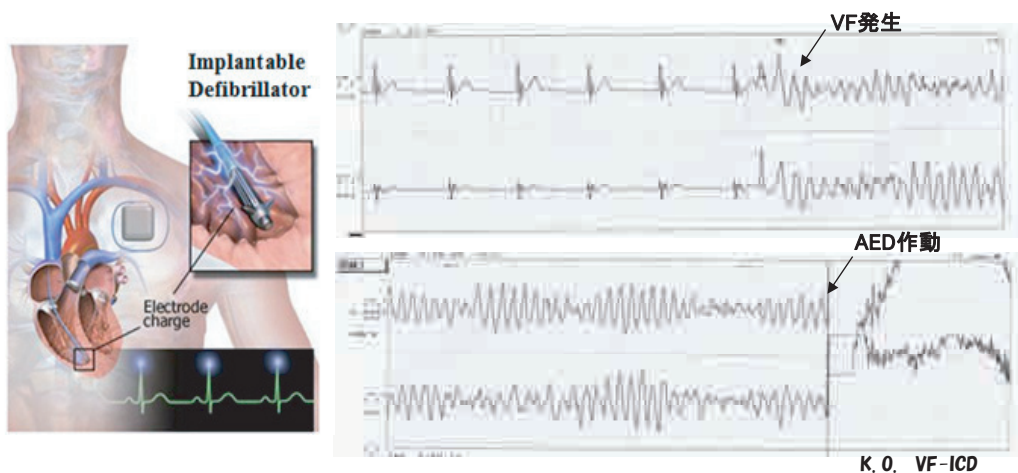 Implantable
Defibrillator
Electrode
charge
VF発生
AED作動
K. O. VF-ICD